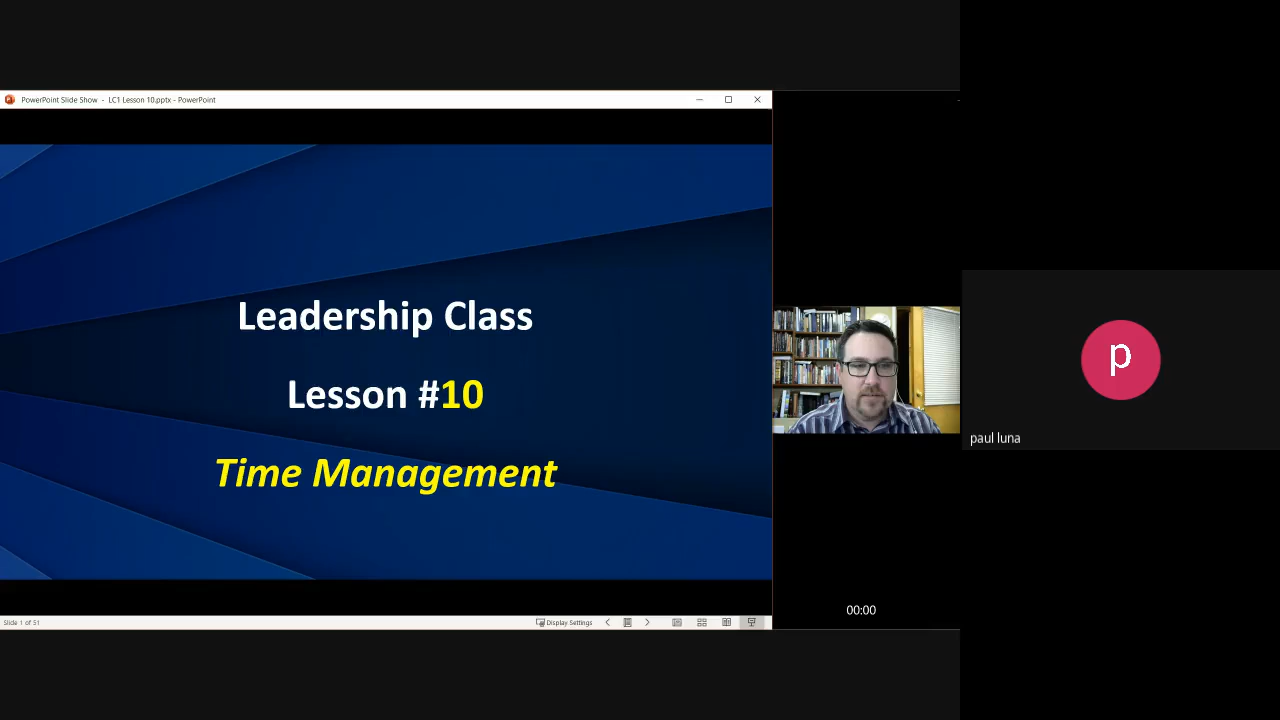 PowerPoint Slide Show - LC1 Lesson 10.pptx - PowerPoint
Leadership Class
Lesson #10
Time Management
p
paul luna
00:00
Slide 1 of 51
Display Settings